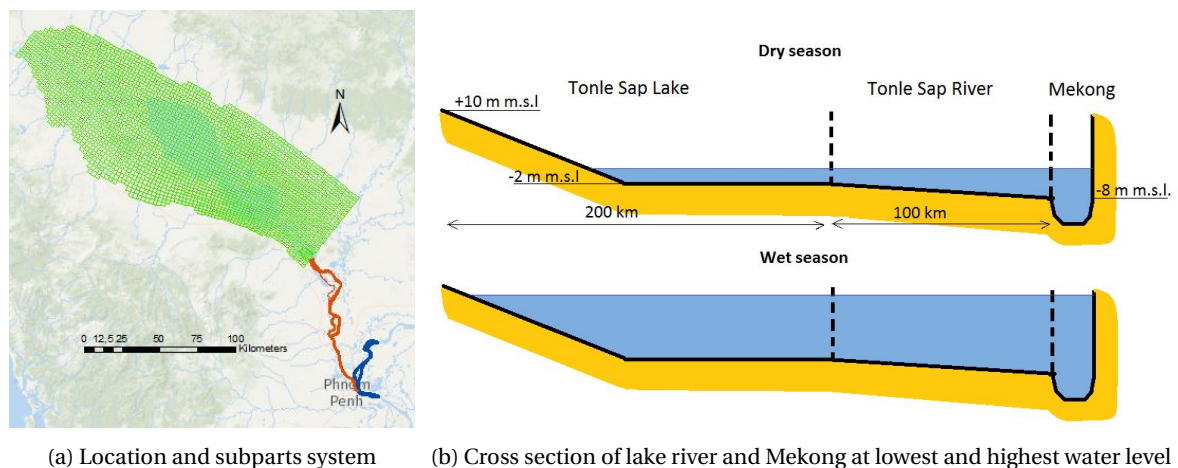 N
0 12,5 25 50 75 100
Kilometers
Phnom
Penh
(a) Location and subparts system
Dry season
Tonle Sap Lake Tonle Sap River Mekong
+10 m m.s.l
-2 m m.s.l
-8 m m.s.l.
200 km 100 km
Wet season
(b) Cross section of lake river and Mekong at lowest and highest water level